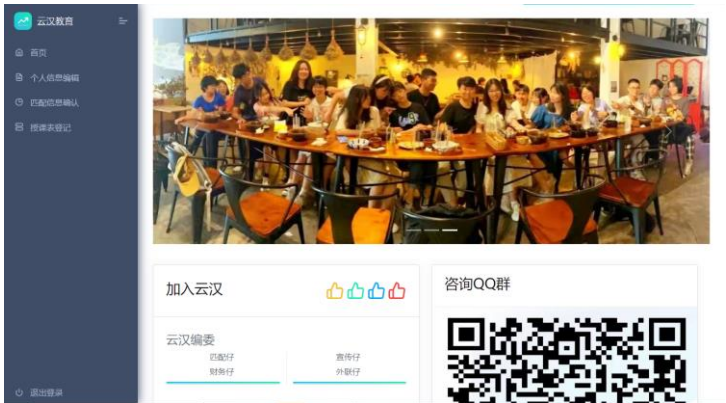 云汉教育
首页
个人信息编辑
匹配信息确认
授课表登记
退出登录
加入云汉
云汉编委
匹配仔
宣传仔
财务仔
外联仔
咨询QQ群